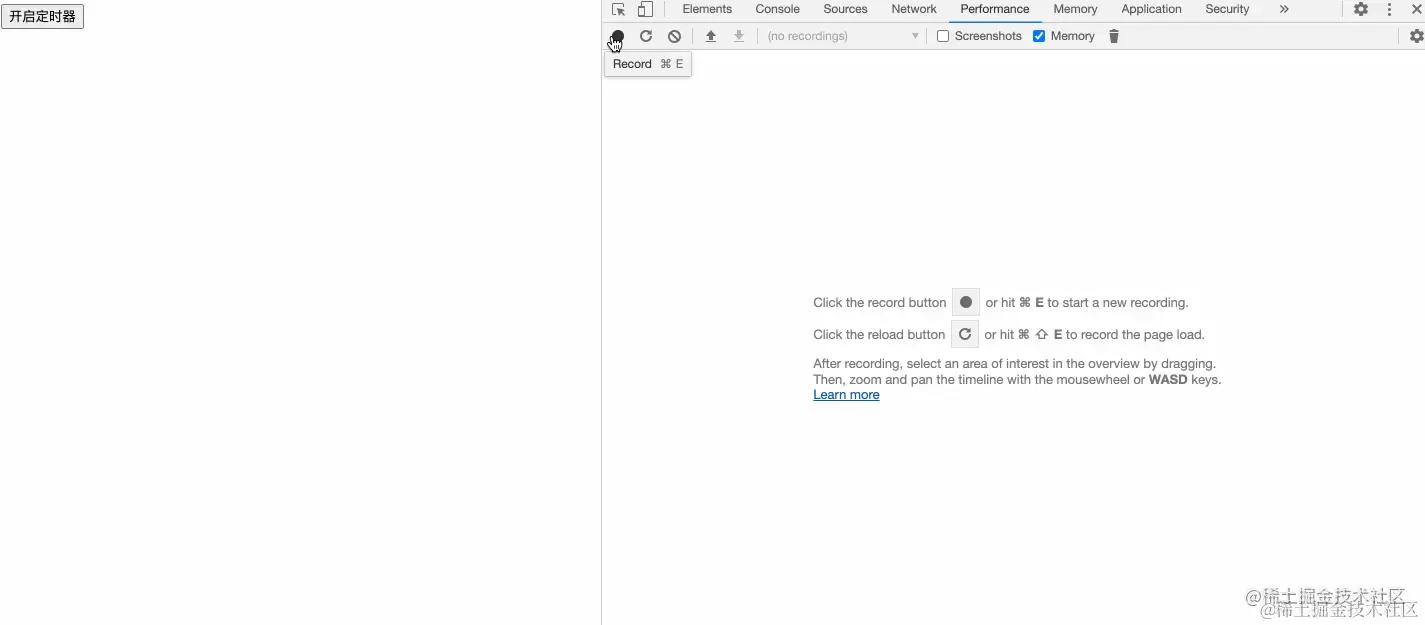 开启定时器
Elements Console Sources Network Performance Memory Application Security »
(no recordings) Screenshots Memory
Record ⌘ E
Click the record button or hit ⌘ E to start a new recording.
Click the reload button or hit ⌘ ⇧ E to record the page load.
After recording, select an area of interest in the overview by dragging.
Then, zoom and pan the timeline with the mousewheel or WASD keys.
Learn more
@稀土掘金技术社区
@稀土掘金技术社区